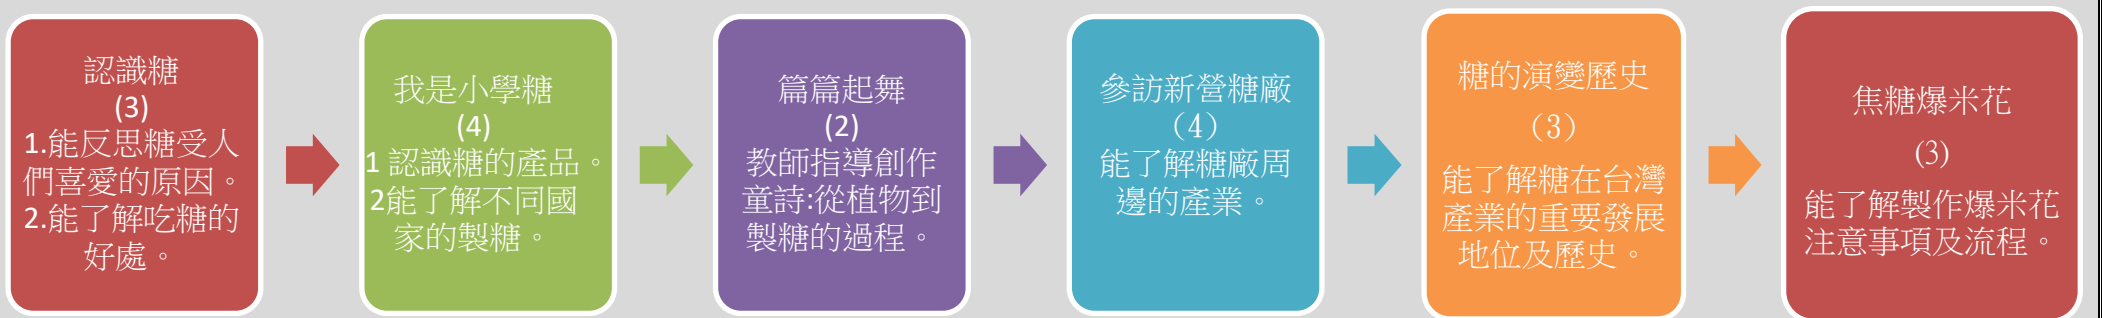 認識糖
(3)
1.能反思糖受人
們喜愛的原因。
2.能了解吃糖的
好處。
我是小學糖
(4)
1 認識糖的產品。
2能了解不同國
家的製糖。
篇篇起舞
(2)
教師指導創作
童詩:從植物到
製糖的過程。
參訪新營糖廠
（4）
能了解糖廠周
邊的產業。
糖的演變歷史
（3）
能了解糖在台灣
產業的重要發展
地位及歷史。
焦糖爆米花
(3)
能了解製作爆米花
注意事項及流程。